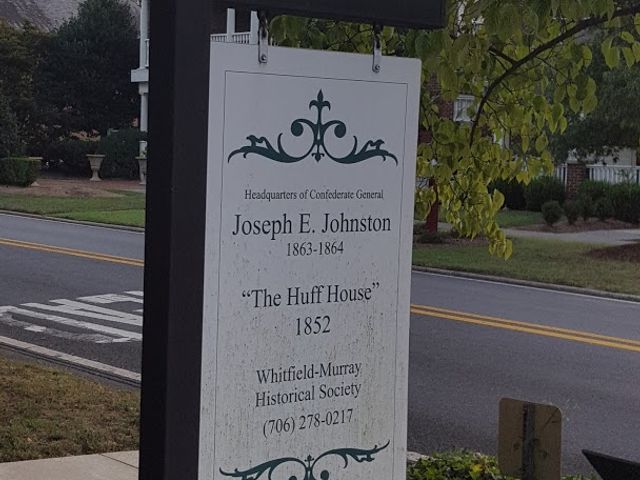 Headquarters of Confederate General
Joseph E. Johnston
1863-1864
“The Huff House”
1852
Whitfield-Murray
Historical Society
(706) 278-0217